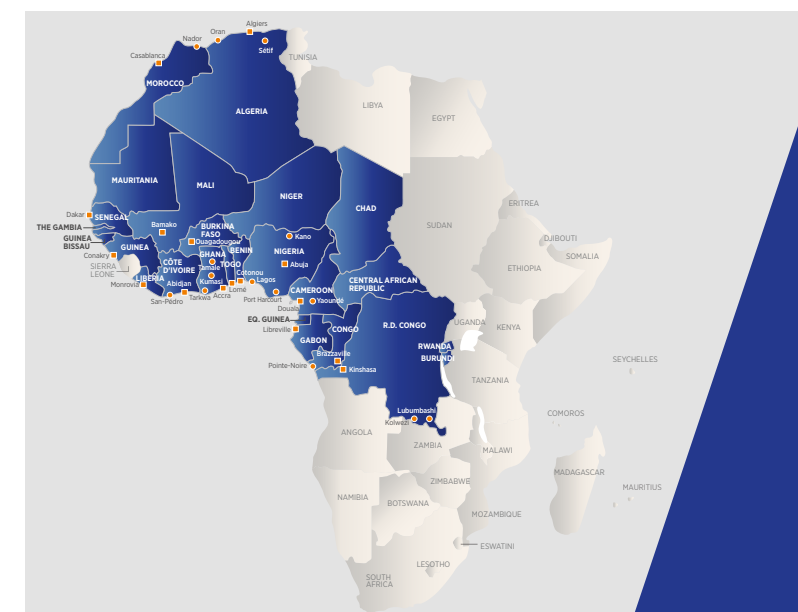 Algiers
Oran
Nador
Sétif
Casablanca
TUNISIA
MOROCCO
LIBYA
ALGERIA
EGYPT
MAURITANIA
MALI
NIGER
CHAD
ERITREA
Dakar
SENEGAL
SUDAN
THE GAMBIA
Bamako
BURKINA
FASO
Kano
DJIBOUTI
GUINEA
BISSAU
Ouagadougou
GUINEA
BENIN
NIGERIA
SOMALIA
Conakry
GHANA
CÔTE
D'IVOIRE
TOGO
Abuja
SIERRA
LEONE
Tamale
ETHIOPIA
Cotonou
LIBERIA
Kumasi
Lagos
CENTRAL AFRICAN
REPUBLIC
Monrovia
Abidjan
Lomé
CAMEROON
San-Pédro
Tarkwa
Accra
Port Harcourt
Yaoundé
Douala
EQ. GUINEA
UGANDA
KENYA
Libreville
CONGO
R.D. CONGO
GABON
RWANDA
Brazzaville
BURUNDI
SEYCHELLES
Pointe-Noire
Kinshasa
TANZANIA
Lubumbashi
COMOROS
Kolwezi
ANGOLA
ZAMBIA
MALAWI
MADAGASCAR
ZIMBABWE
MAURITIUS
NAMIBIA
BOTSWANA
MOZAMBIQUE
ESWATINI
LESOTHO
SOUTH
AFRICA